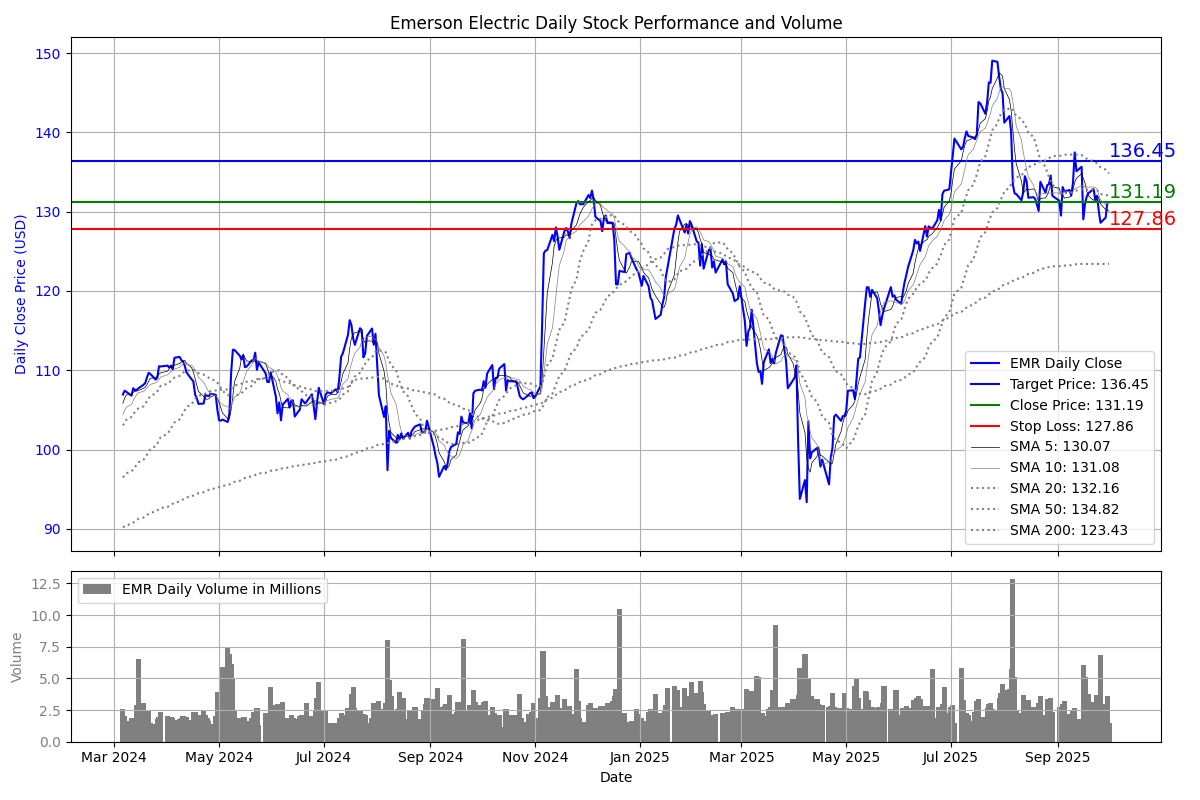 Emerson Electric Daily Stock Performance and Volume
150
140
130
120
110
100
90
Daily Close Price (USD)
136.45
131.19
127.86
EMR Daily Close
Target Price: 136.45
Close Price: 131.19
Stop Loss: 127.86
SMA 5: 130.07
SMA 10: 131.08
SMA 20: 132.16
SMA 50: 134.82
SMA 200: 123.43
12.5
10.0
7.5
5.0
2.5
0.0
Volume
EMR Daily Volume in Millions
Mar 2024 May 2024 Jul 2024 Sep 2024 Nov 2024 Jan 2025 Mar 2025 May 2025 Jul 2025 Sep 2025
Date